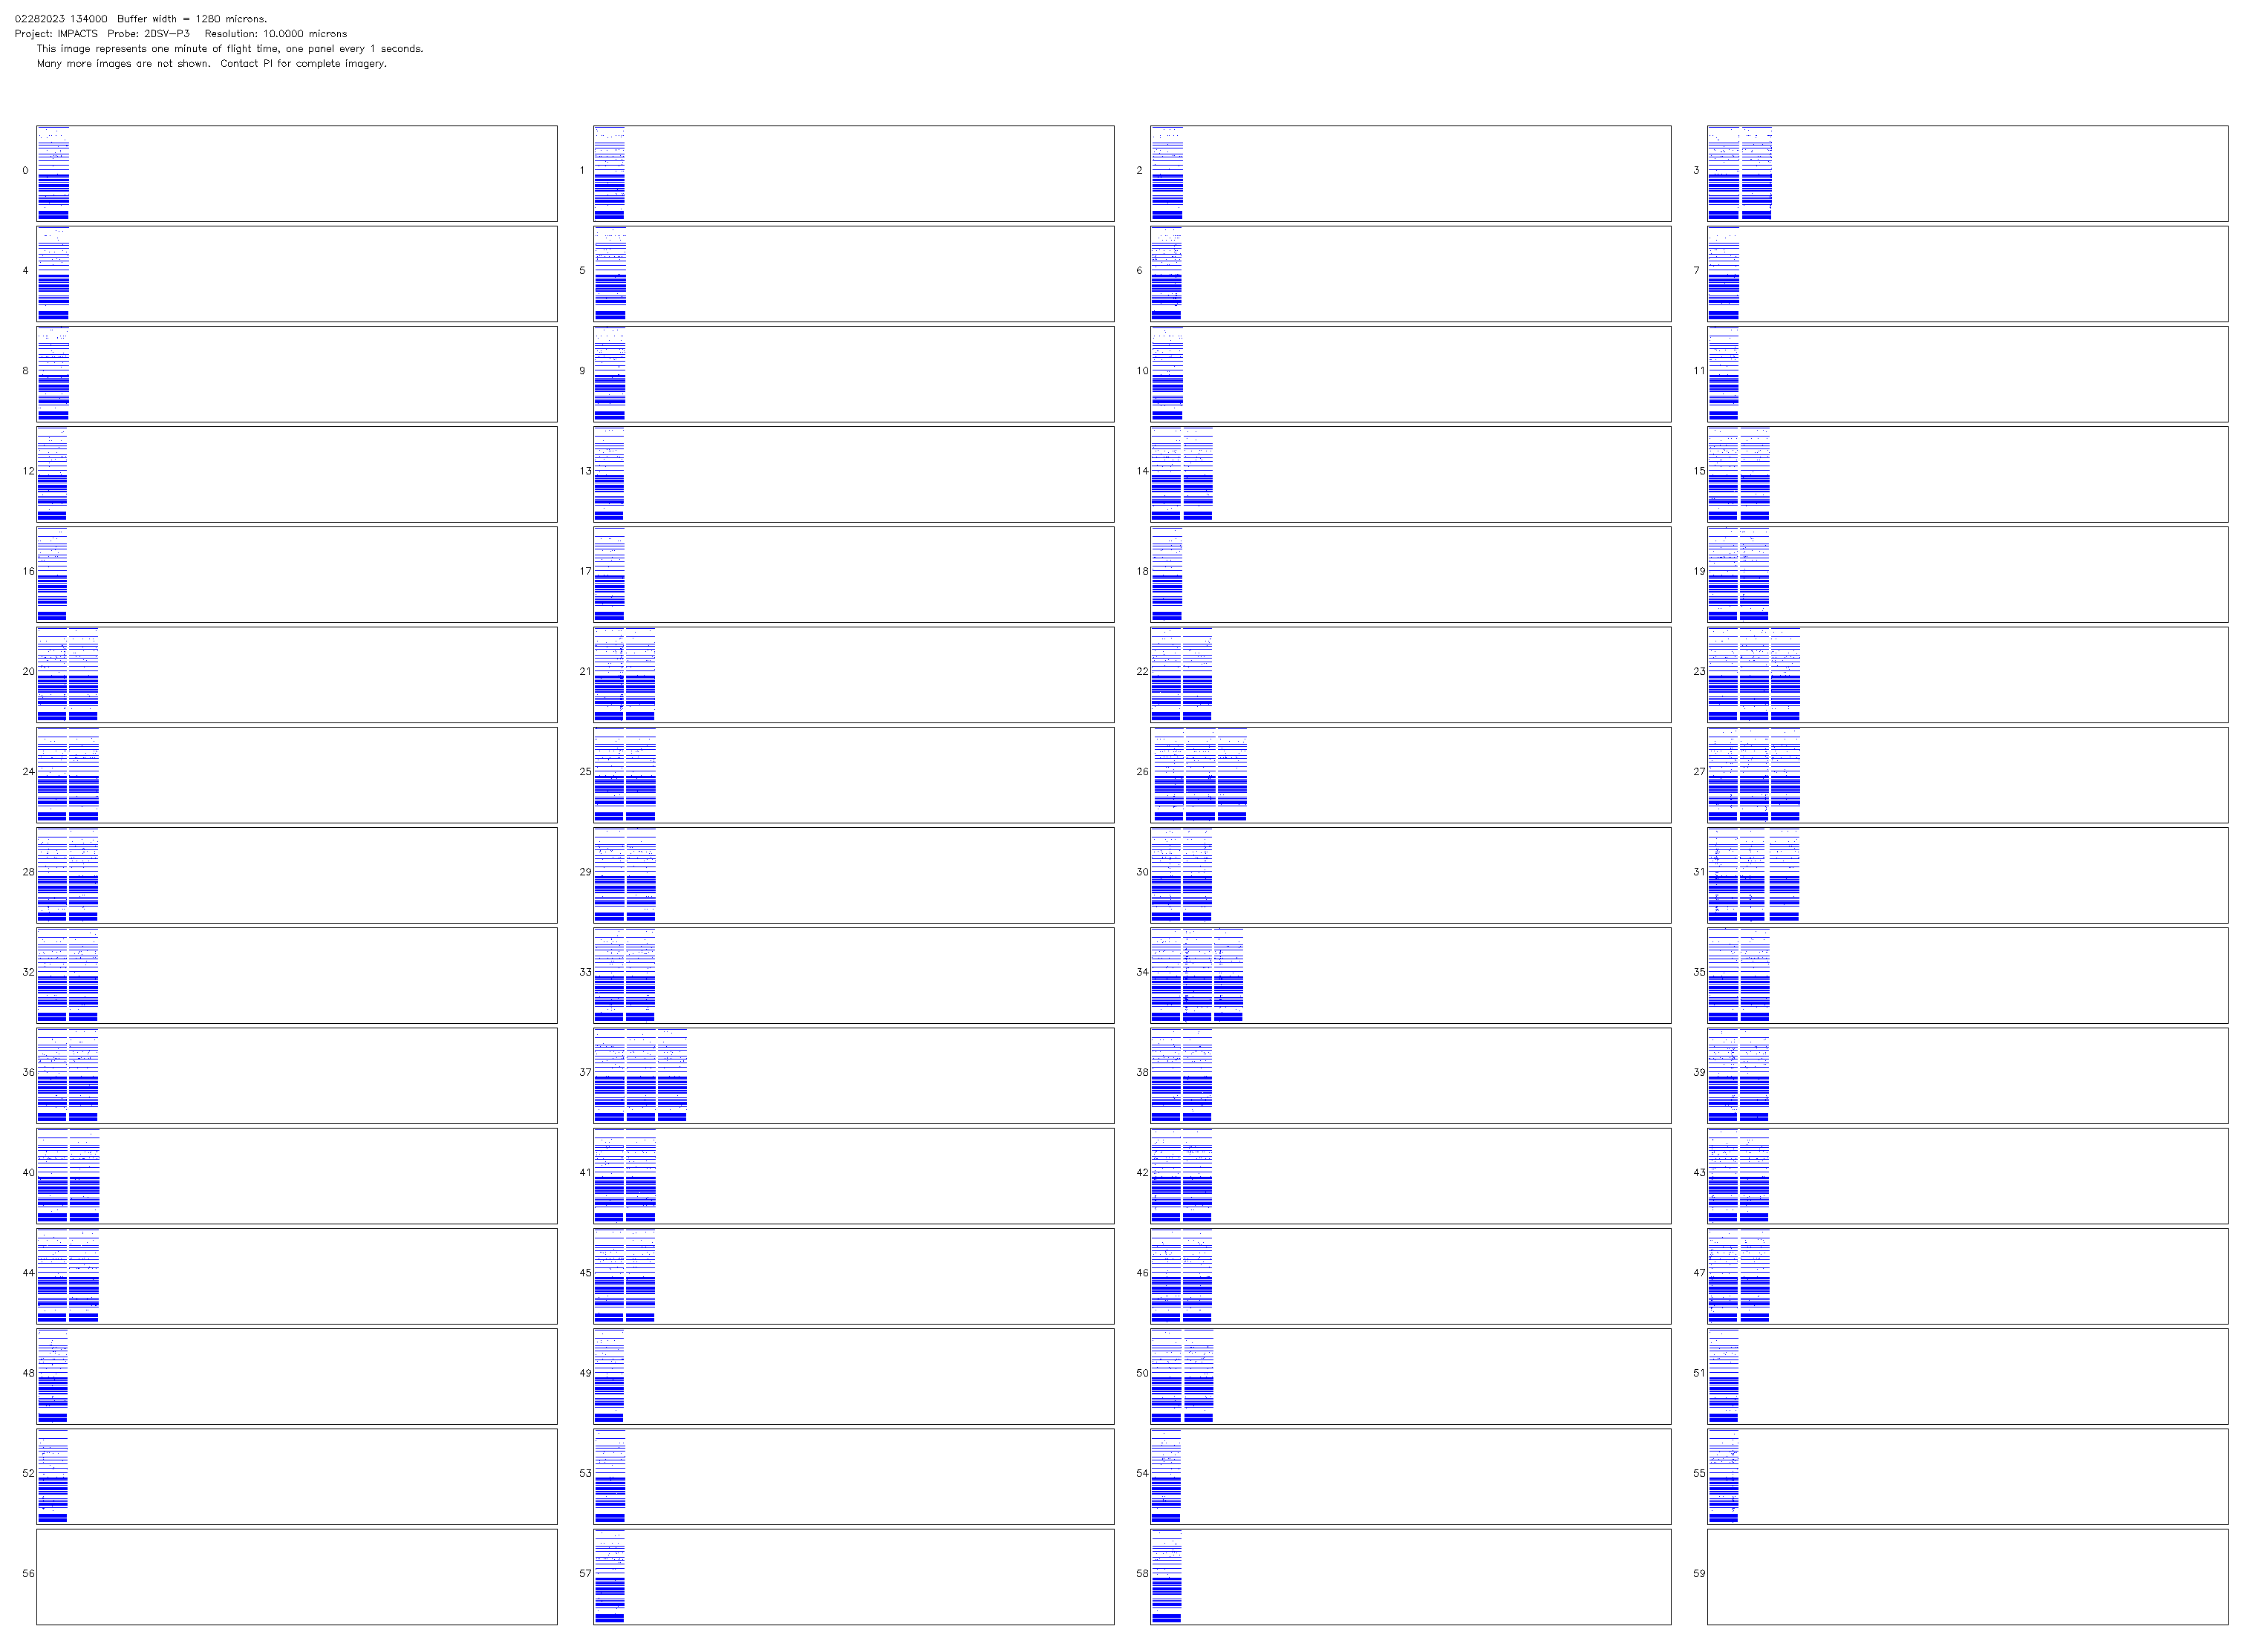 02282023 134000  Buffer width = 1280 microns.
Project: IMPACTS  Probe: 2DSV-P3   Resolution: 10.0000 microns
This image represents one minute of flight time, one panel every 1 seconds.
Many more images are not shown.  Contact PI for complete imagery.
0 1 2 3
4 5 6 7
8 9 10 11
12 13 14 15
16 17 18 19
20 21 22 23
24 25 26 27
28 29 30 31
32 33 34 35
36 37 38 39
40 41 42 43
44 45 46 47
48 49 50 51
52 53 54 55
56 57 58 59